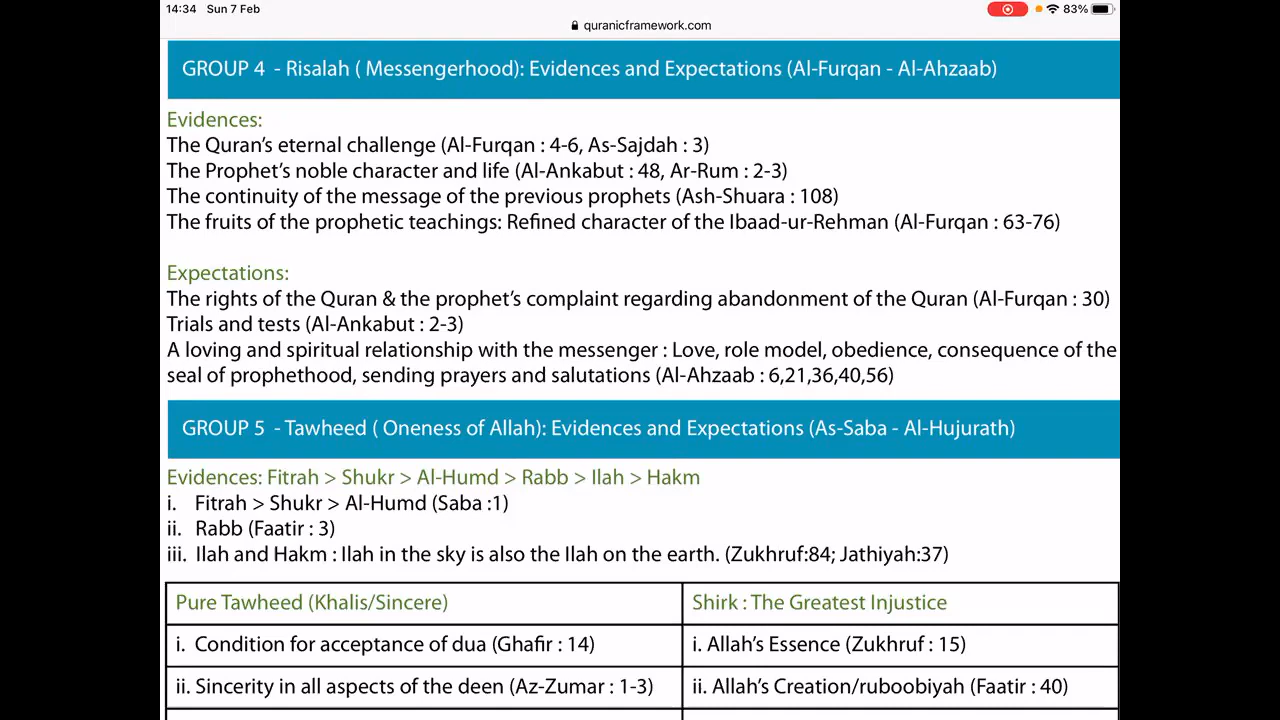 14:34 Sun 7 Feb 83%
quranicframework.com
GROUP 4 - Risalah ( Messengerhood): Evidences and Expectations (Al-Furqan - Al-Ahzaab)
Evidences:
The Quran's eternal challenge (Al-Furqan : 4-6, As-Sajdah : 3)
The Prophet's noble character and life (Al-Ankabut : 48, Ar-Rum : 2-3)
The continuity of the message of the previous prophets (Ash-Shuara : 108)
The fruits of the prophetic teachings: Refined character of the Ibaad-ur-Rehman (Al-Furqan : 63-76)
Expectations:
The rights of the Quran & the prophet's complaint regarding abandonment of the Quran (Al-Furqan : 30)
Trials and tests (Al-Ankabut : 2-3)
A loving and spiritual relationship with the messenger : Love, role model, obedience, consequence of the
seal of prophethood, sending prayers and salutations (Al-Ahzaab : 6,21,36,40,56)
GROUP 5 - Tawheed ( Oneness of Allah): Evidences and Expectations (As-Saba - Al-Hujurath)
Evidences: Fitrah > Shukr > Al-Humd > Rabb > Ilah > Hakm
i. Fitrah > Shukr > Al-Humd (Saba :1)
ii. Rabb (Faatir : 3)
iii. Ilah and Hakm : Ilah in the sky is also the Ilah on the earth. (Zukhruf:84; Jathiyah:37)
Pure Tawheed (Khalis/Sincere) Shirk : The Greatest Injustice
i. Condition for acceptance of dua (Ghafir : 14) i. Allah's Essence (Zukhruf : 15)
ii. Sincerity in all aspects of the deen (Az-Zumar : 1-3) ii. Allah's Creation/ruboobiyah (Faatir : 40)